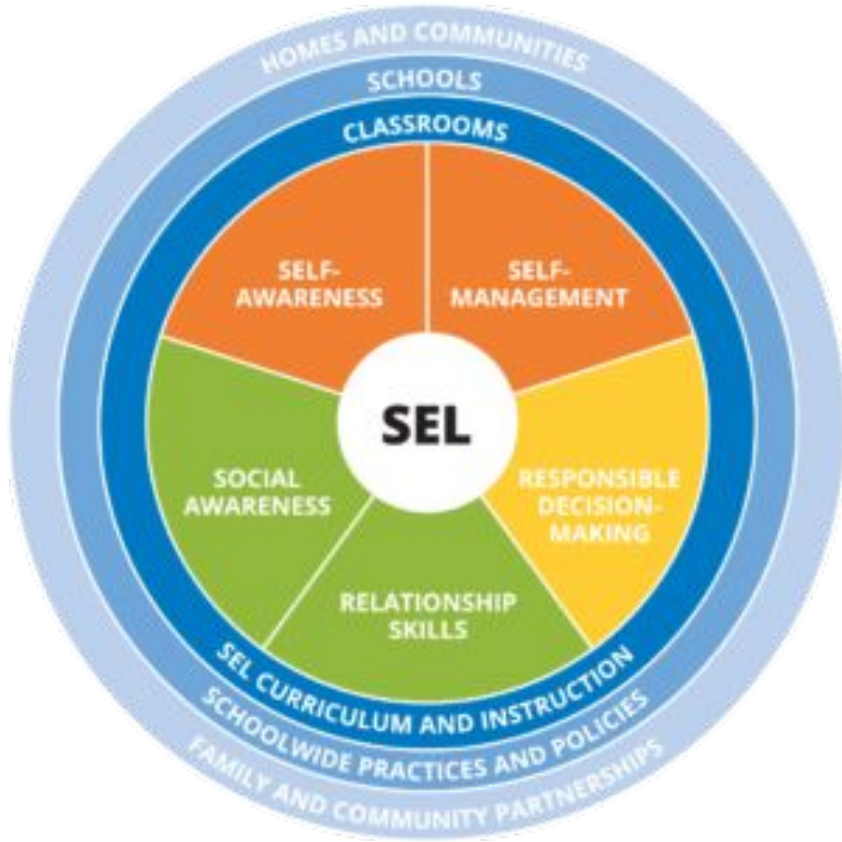 HOMES AND COMMUNITIES
SCHOOLS
CLASSROOMS
SELF-
AWARENESS
SELF-
MANAGEMENT
SEL
SOCIAL
AWARENESS
RESPONSIBLE
DECISION-
MAKING
RELATIONSHIP
SKILLS
SEL CURRICULUM AND INSTRUCTION
SCHOOLWIDE PRACTICES AND POLICIES
FAMILY AND COMMUNITY PARTNERSHIPS